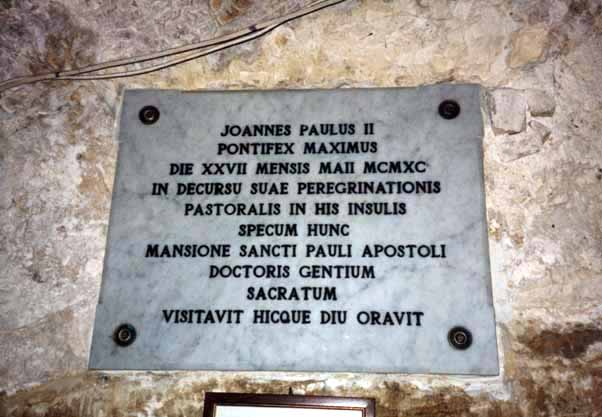 JOANNES PAULUS II
PONTIFEX MAXIMUS
DIE XXVII MENSIS MAII MCMXC
IN DECURSU SUAE PEREGRINATIONIS
PASTORALIS IN HIS INSULIS
SPECUM HUNC
MANSIONE SANCTI PAULI APOSTOLI
DOCTORIS GENTIUM
SACRATUM
VISITAVIT HICQUE DIU ORAVIT